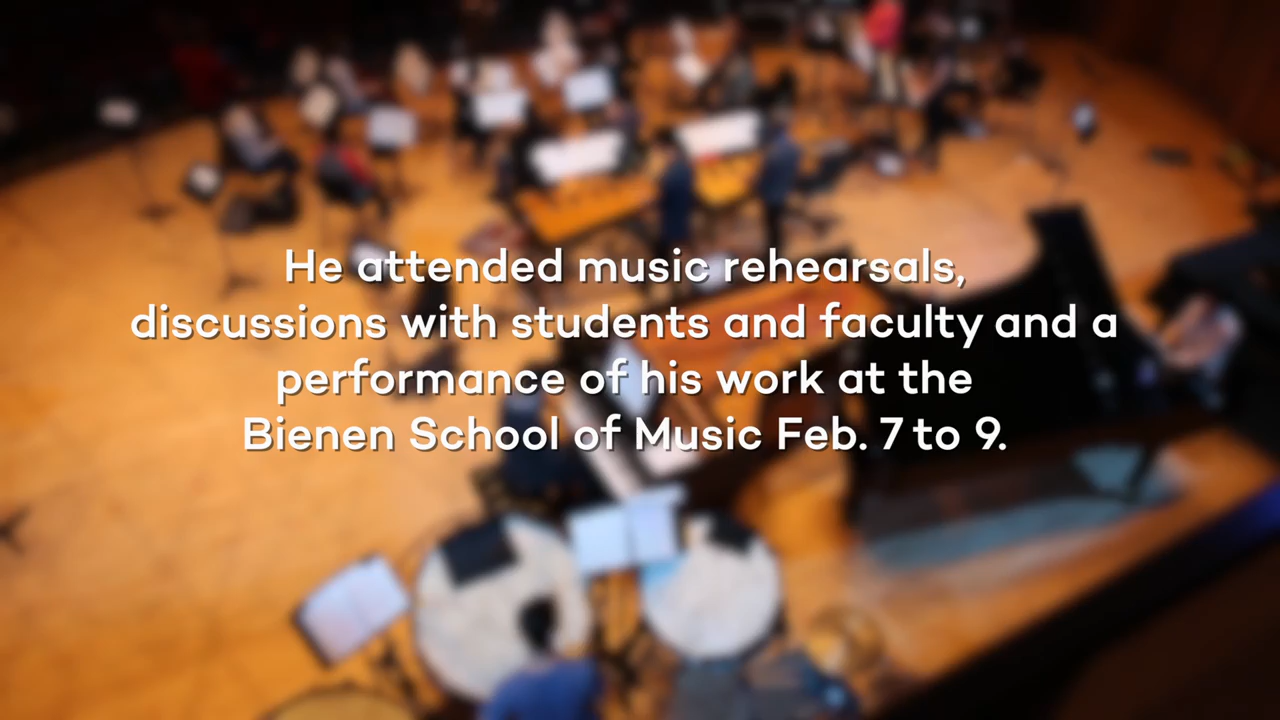 He attended music rehearsals,
discussions with students and faculty and a
performance of his work at the
Bienen School of Music Feb. 7 to 9.